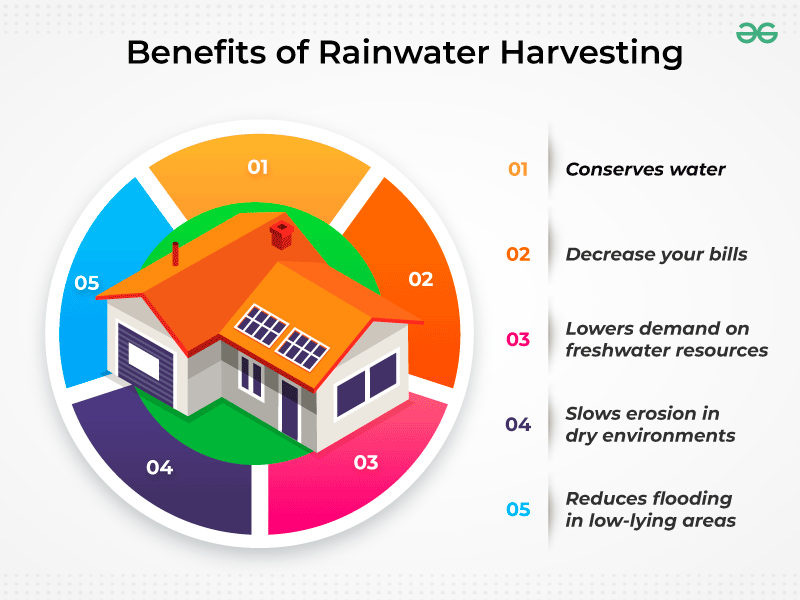 Benefits of Rainwater Harvesting
01
02
03
04
05
01
Conserves water
02
Decrease your bills
03
Lowers demand on
freshwater resources
04
Slows erosion in
dry environments
05
Reduces flooding
in low-lying areas